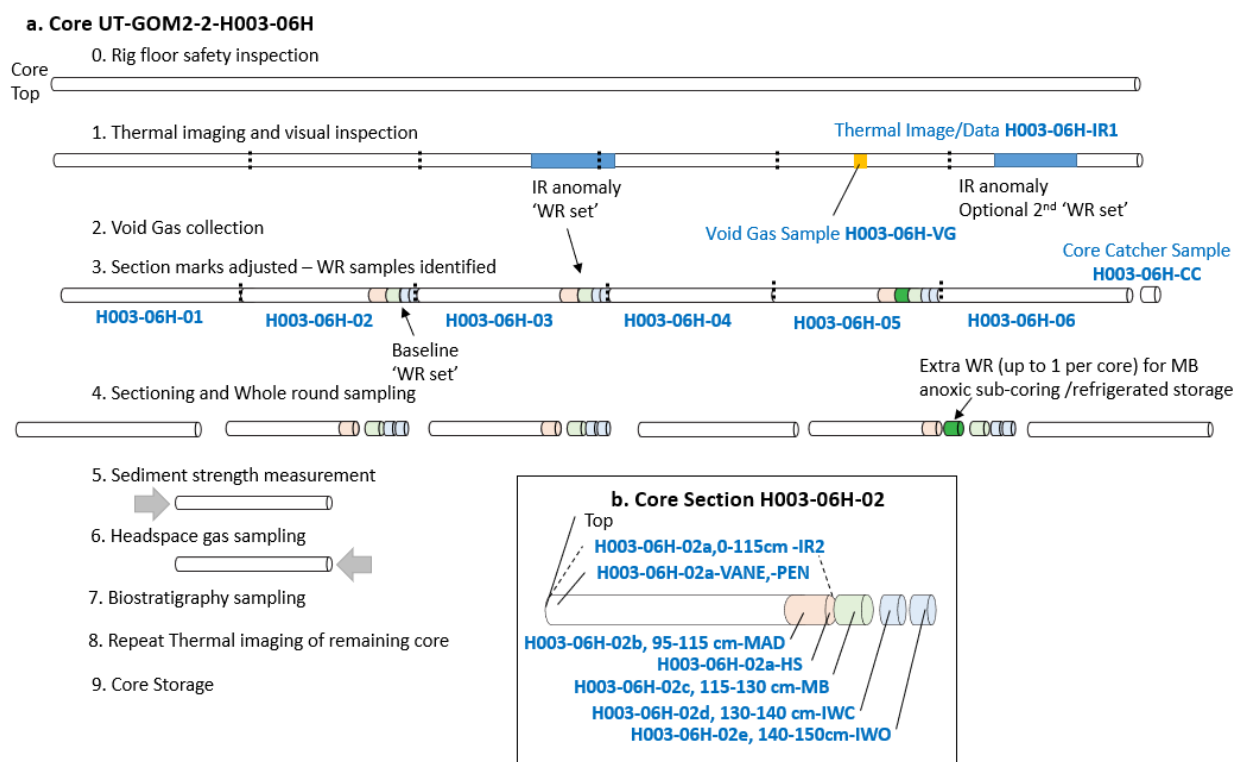 a. Core UT-GOM2-2-H003-06H
0. Rig floor safety inspection
Core
Top
1. Thermal imaging and visual inspection
Thermal Image/Data H003-06H-IR1
IR anomaly
'WR set'
IR anomaly
Optional 2nd 'WR set'
2. Void Gas collection
Void Gas Sample H003-06H-VG
Core Catcher Sample
H003-06H-CC
3. Section marks adjusted – WR samples identified
H003-06H-01
H003-06H-02
H003-06H-03
H003-06H-04
H003-06H-05
H003-06H-06
Baseline
'WR set'
Extra WR (up to 1 per core) for MB
anoxic sub-coring /refrigerated storage
4. Sectioning and Whole round sampling
5. Sediment strength measurement
6. Headspace gas sampling
7. Biostratigraphy sampling
8. Repeat Thermal imaging of remaining core
9. Core Storage
b. Core Section H003-06H-02
Top
H003-06H-02a,0-115cm -IR2
H003-06H-02a-VANE,-PEN
H003-06H-02b, 95-115 cm-MAD
H003-06H-02a-HS
H003-06H-02c, 115-130 cm-MB
H003-06H-02d, 130-140 cm-IWC
H003-06H-02e, 140-150cm-IWO